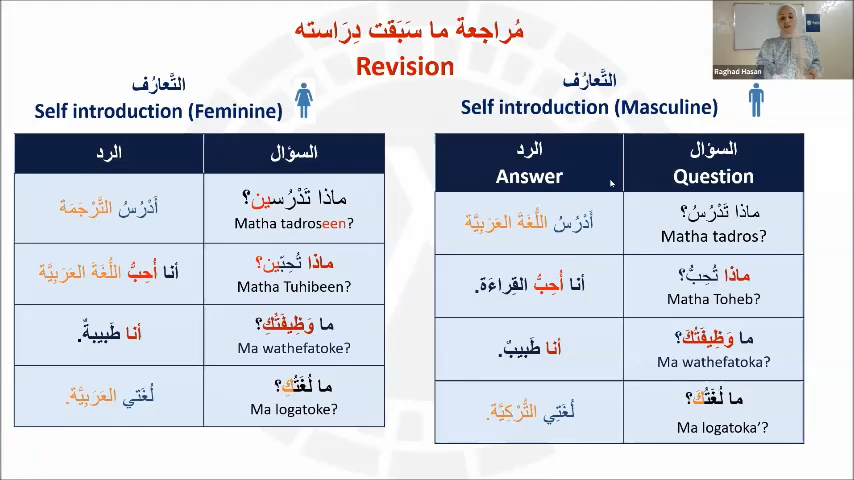 مُراجعة ما سَبَقت دِرَاسته
Revision
Raghad Hasan
التَّعارُف
Self introduction (Masculine)
السؤال
Question
الرد
Answer
ماذا تَدْرُسُ؟
Matha tadros?
أَدْرُسُ اللُّغَةَ العَرَبِيَّة
ماذا تُحِبُّ؟
Matha Toheb?
أنا أُحِبُّ القِراءَة.
ما وَظِيفَتُكَ؟
Ma wathefatoka?
أنا طَبيبٌ.
ما لُغَتُكَ؟
Ma logatoka’?
لُغَتِي التُّرْكِيَّة.
التَّعارُف
Self introduction (Feminine)
السؤال
الرد
ماذا تَدْرُسين؟
Matha tadroseen?
أَدْرُسُ التَّرْجَمَة
ماذا تُحِبّين؟
Matha Tuhibeen?
أنا أُحِبُّ اللُّغَةَ العَرَبِيَّة
ما وَظِيفَتُكِ؟
Ma wathefatoke?
أنا طَبيبةٌ.
ما لُغَتُكِ؟
Ma logatoke?
لُغَتي العَرَبِيَّة.